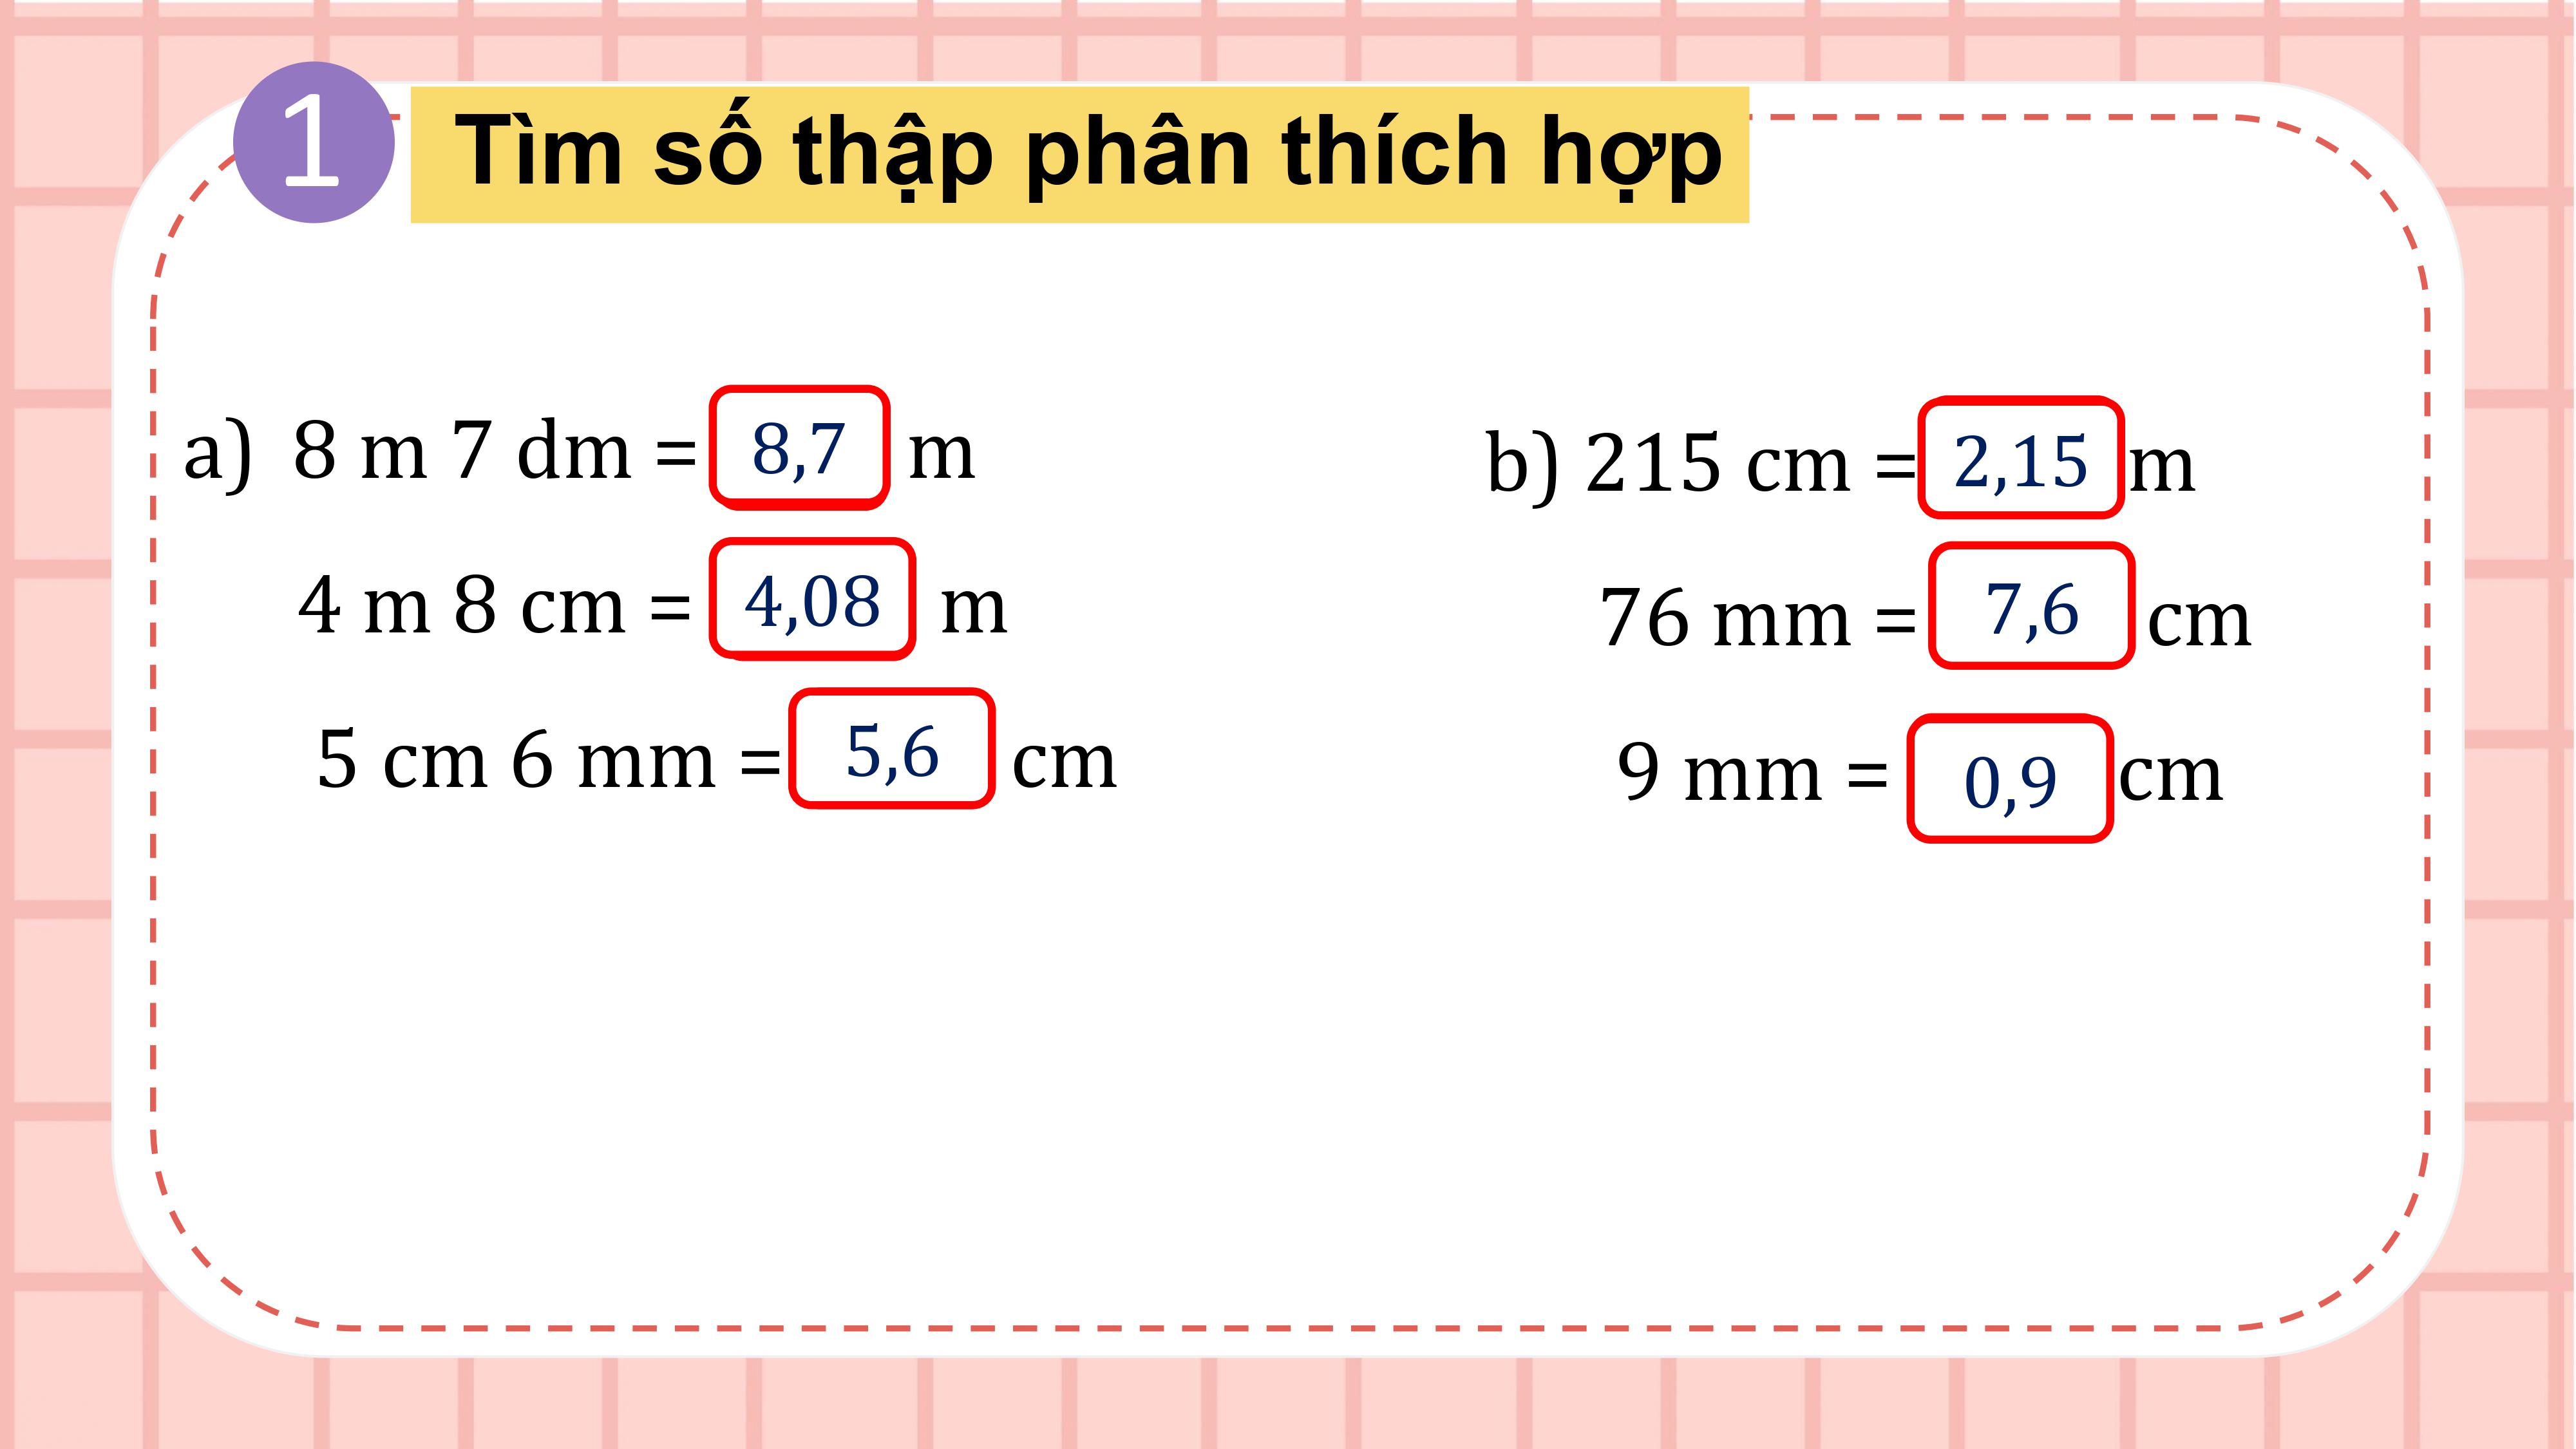 1
Tìm số thập phân thích hợp
a) 8 m 7 dm = 8,7 m
4 m 8 cm = 4,08 m
5 cm 6 mm = 5,6 cm
b) 215 cm = 2,15 m
76 mm = 7,6 cm
9 mm = 0,9 cm